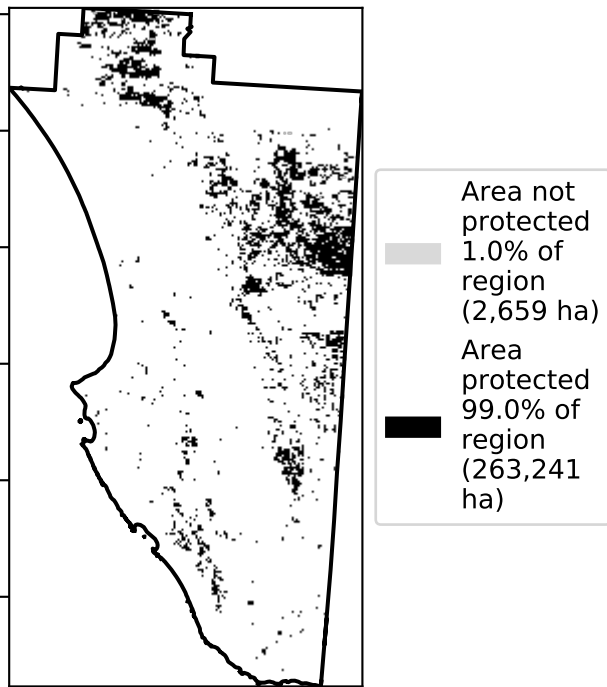 Area not
protected
1.0% of
region
(2,659 ha)
Area
protected
99.0% of
region
(263,241
ha)